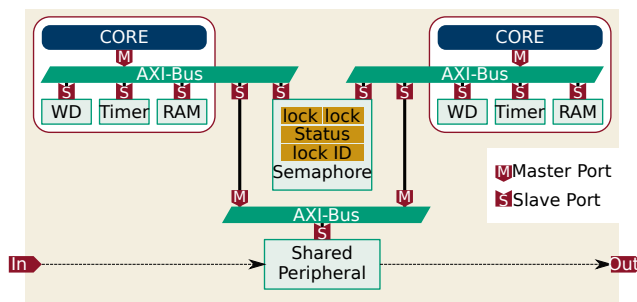 CORE
M
AXI-Bus
S S S S S
WD Timer RAM
CORE
M
AXI-Bus
S S S S S
WD Timer RAM
lock lock
Status
lock ID
Semaphore
M Master Port
S Slave Port
M M
AXI-Bus
S
Shared
Peripheral
In
Out